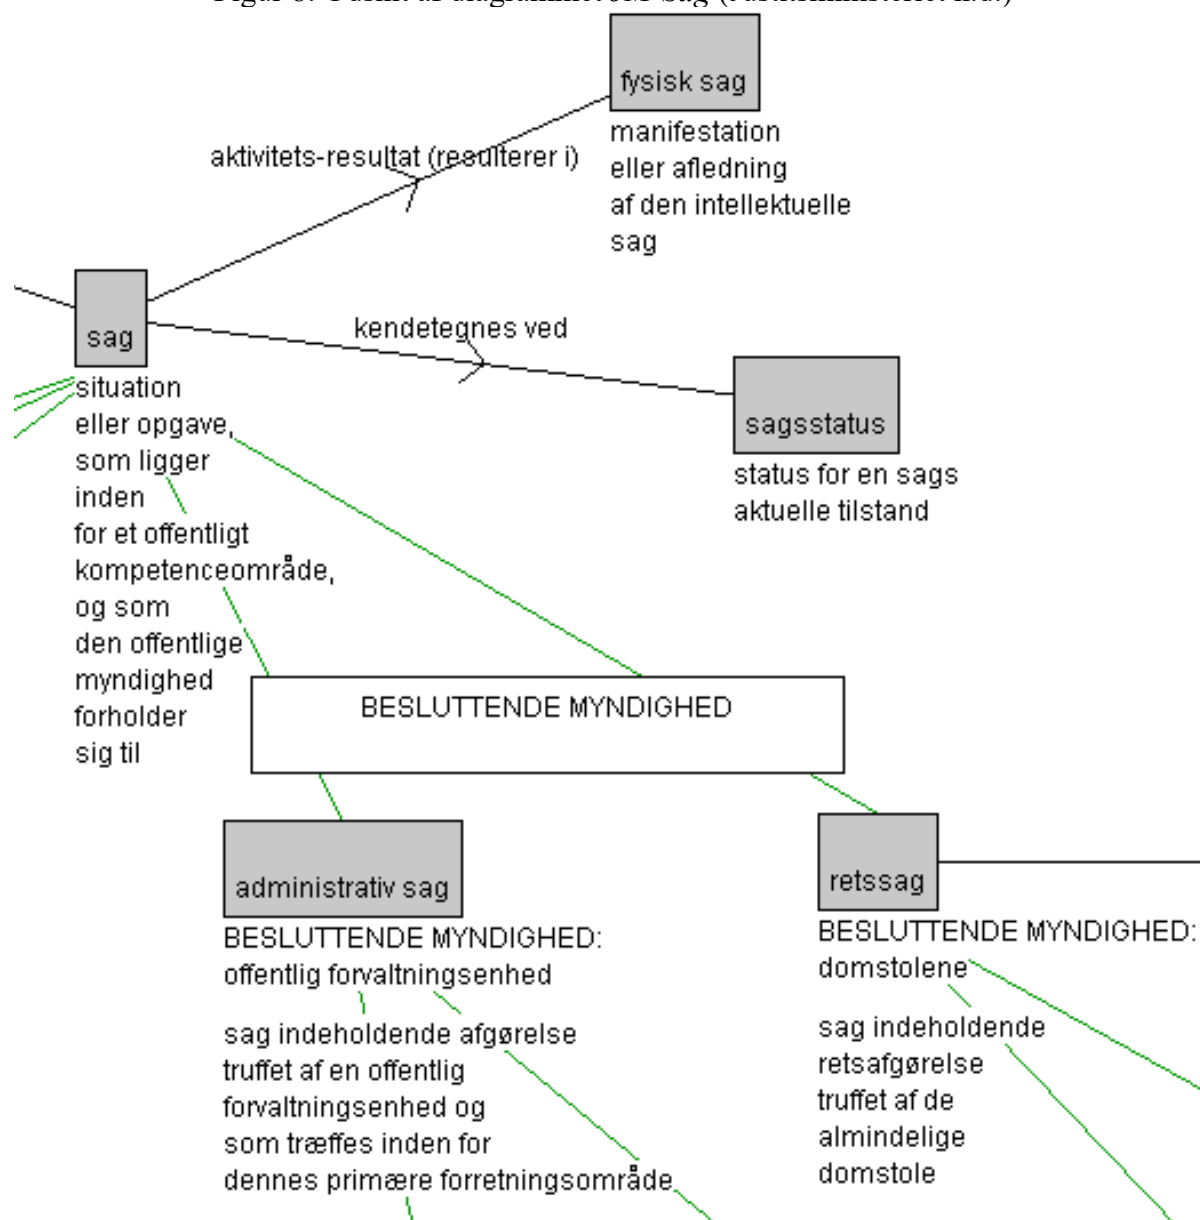 fysisk sag
manifestation
eller afledning
af den intellektuelle
sag
aktivitets-resultat (resulterer i)
sag
situation
eller opgave,
som ligger
inden
for et offentligt
kompetenceområde,
og som
den offentlige
myndighed
forholder
sig til
kendetegnes ved
sagsstatus
status for en sags
aktuelle tilstand
BESLUTTENDE MYNDIGHED
administrativ sag
BESLUTTENDE MYNDIGHED:
offentlig forvaltningsenhed
sag indeholdende afgørelse
truffet af en offentlig
forvaltningsenhed og
som træffes inden for
dennes primære forretningsområde
retssag
BESLUTTENDE MYNDIGHED:
domstolene
sag indeholdende
retsafgørelse
truffet af de
almindelige
domstole